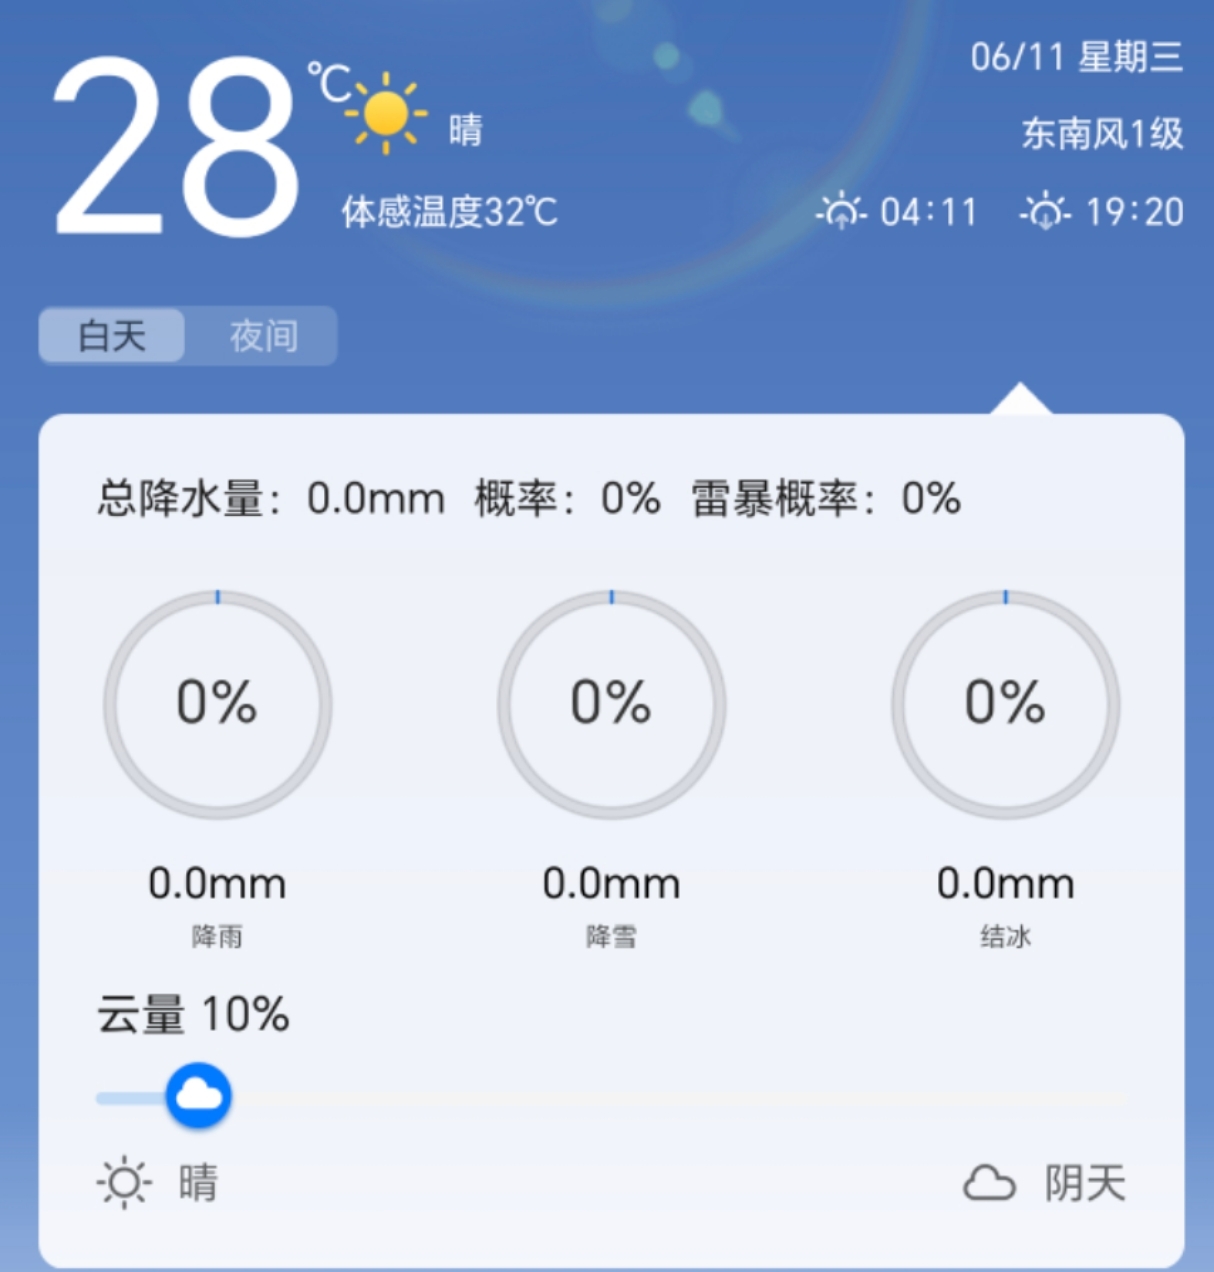 28℃
晴
体感温度32℃
06/11 星期三
东南风1级
04:11 19:20
白天 夜间
总降水量：0.0mm 概率：0% 雷暴概率：0%
0% 0% 0%
0.0mm 0.0mm 0.0mm
降雨 降雪 结冰
云量 10%
晴 阴天